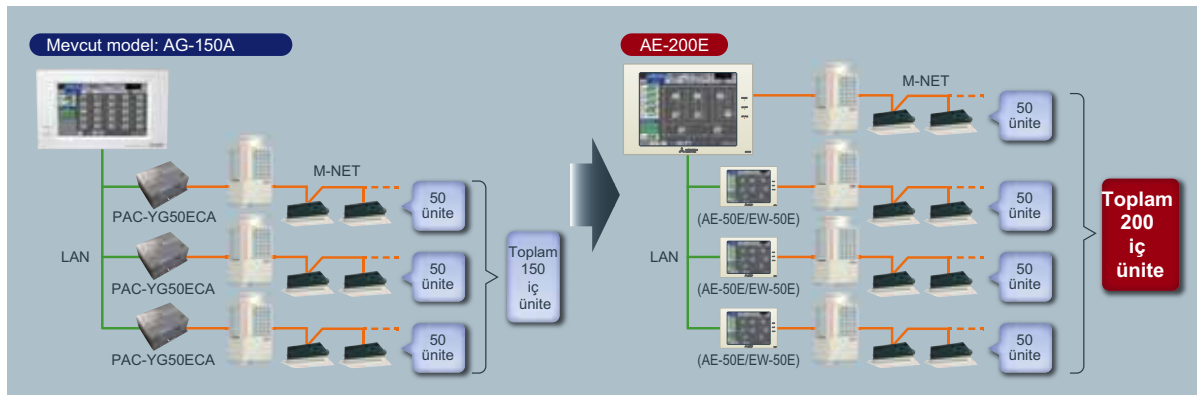 Mevcut model: AG-150A
M-NET
50
ünite
PAC-YG50ECA
LAN
50
ünite
PAC-YG50ECA
50
ünite
PAC-YG50ECA
Toplam
150
iç
ünite
AE-200E
M-NET
50
ünite
50
ünite
(AE-50E/EW-50E)
LAN
50
ünite
(AE-50E/EW-50E)
50
ünite
(AE-50E/EW-50E)
Toplam
200
iç
ünite